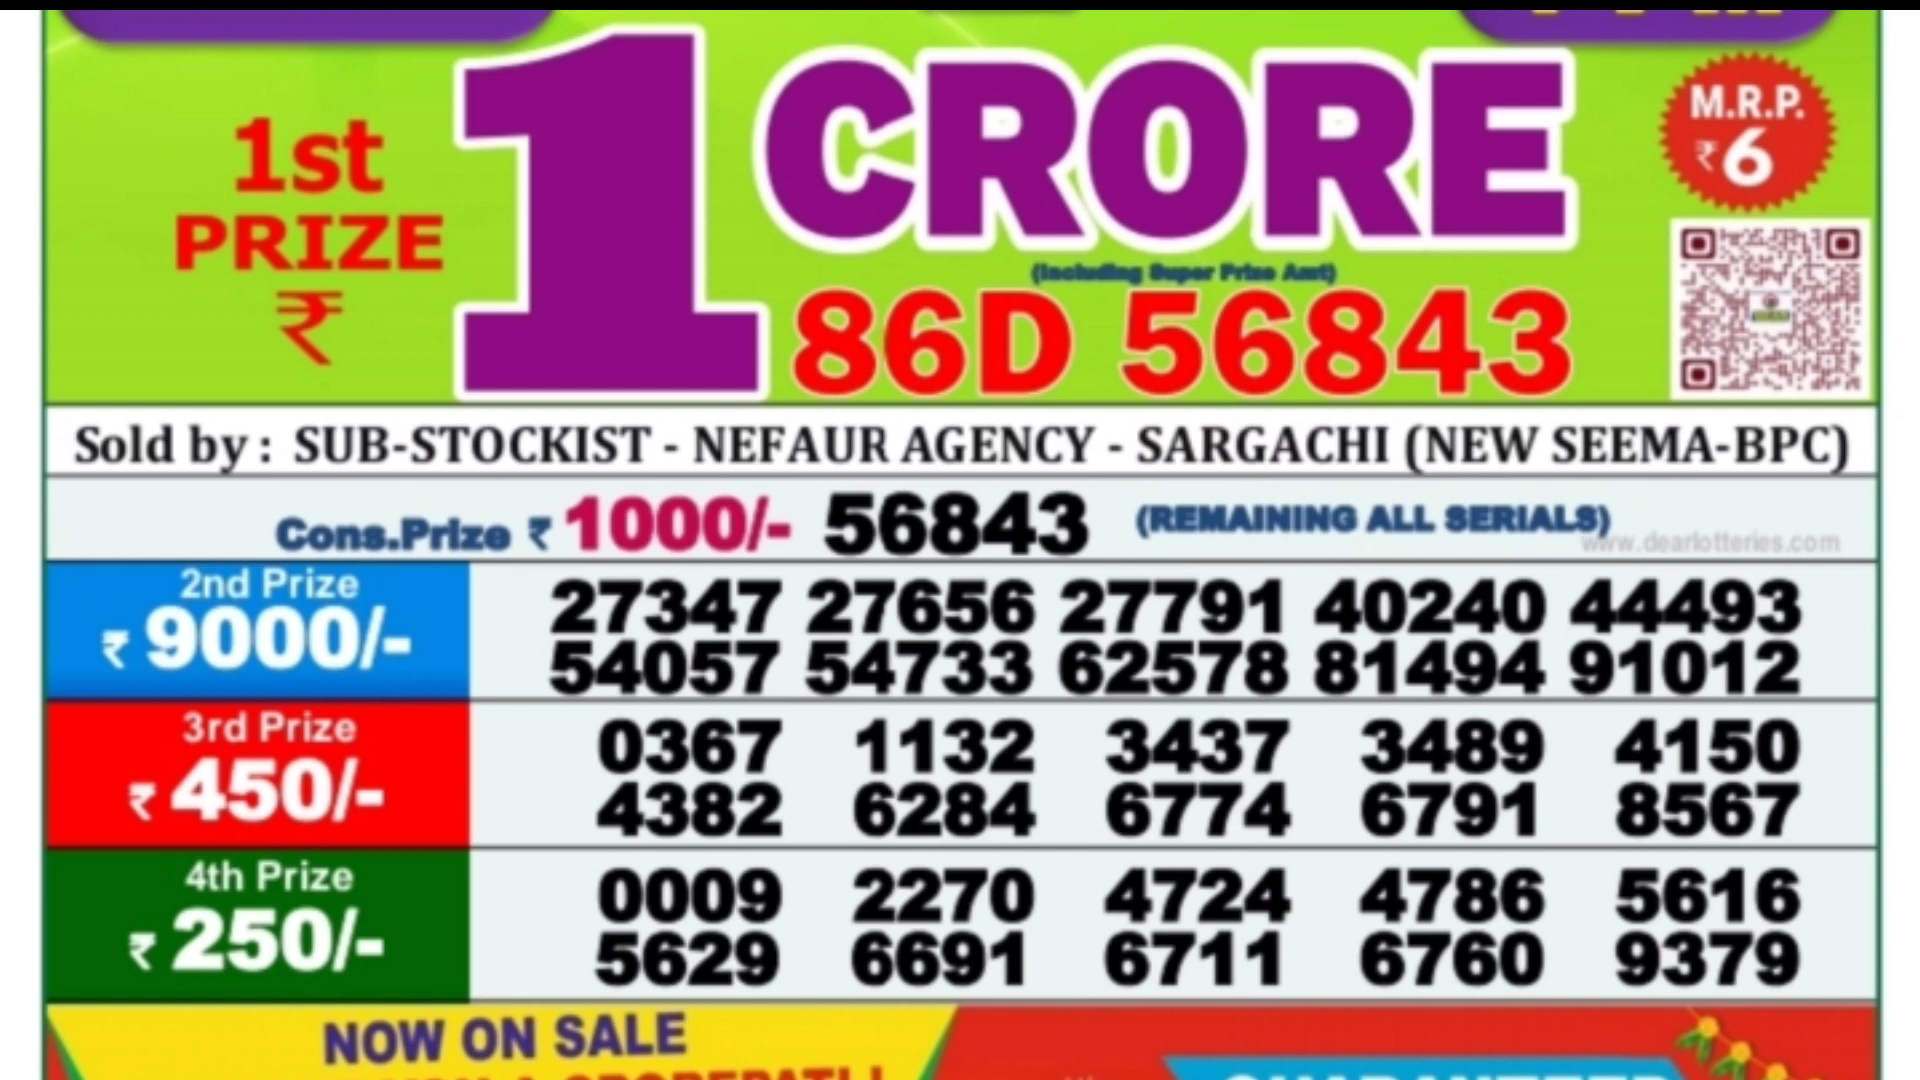 1 CRORE
M.R.P.
₹6
1st
PRIZE
₹
(Including Super Prize Amt)
86D 56843
Sold by : SUB-STOCKIST - NEFAUR AGENCY - SARGACHI (NEW SEEMA-BPC)
Cons.Prize ₹ 1000/- 56843 (REMAINING ALL SERIALS)
www.dearlotteries.com
2nd Prize
₹ 9000/-
27347 27656 27791 40240 44493
54057 54733 62578 81494 91012
3rd Prize
₹ 450/-
0367 1132 3437 3489 4150
4382 6284 6774 6791 8567
4th Prize
₹ 250/-
0009 2270 4724 4786 5616
5629 6691 6711 6760 9379
NOW ON SALE